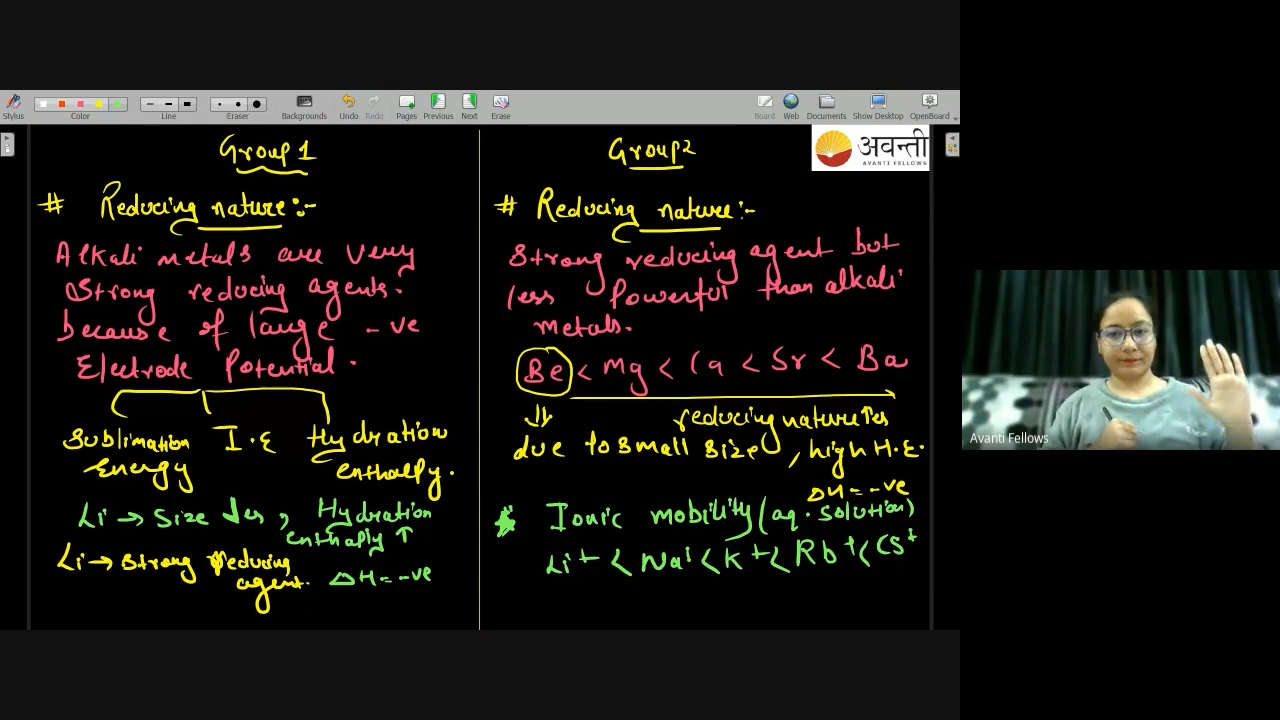 Stylus
Color
Line
Eraser
Backgrounds
Undo
Redo
Pages
Previous
Next
Erase
Board
Web
Documents
Show Desktop
OpenBoard
अवन्ती
AVANTI FELLOWS
Group 1
# Reducing nature:-
Alkali metals are very
Strong reducing agents.
because of large -ve
Electrode Potential.
Sublimation Energy
I.E
Hydration enthalpy.
Li → Size ↓es, Hydration enthalpy ↑
Li → Strong reducing agent.
ΔH = -ve
Group 2
# Reducing nature:-
Strong reducing agent but
less Powerful than alkali
metals.
Be < Mg < Ca < Sr < Ba
reducing nature ↑es
due to small size, high H.E.
ΔH = -ve
* Ionic mobility (aq. solution)
Li+ < Na+ < K+ < Rb+ < Cs+
Avanti Fellows